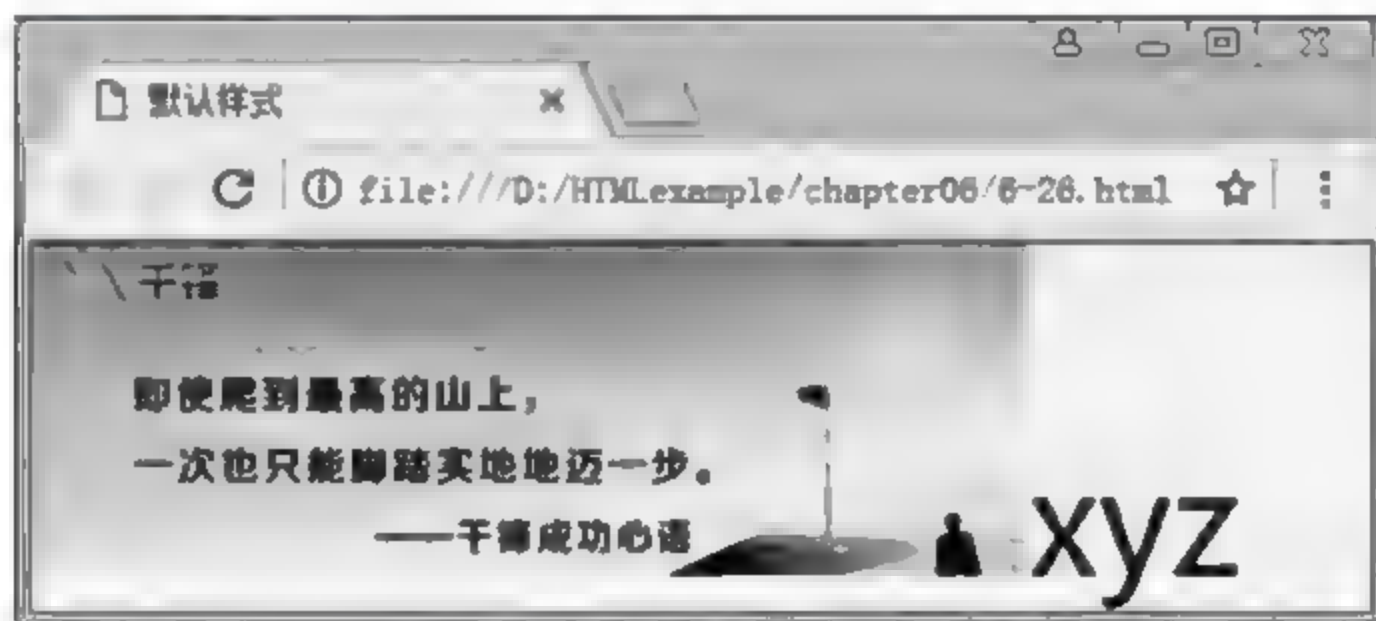 默认样式
file:///D:/HTMLexample/chapter06/6-26.html
千锋
即使爬到最高的山上，
一次也只能脚踏实地地迈一步。
——千锋成功心语
xyz